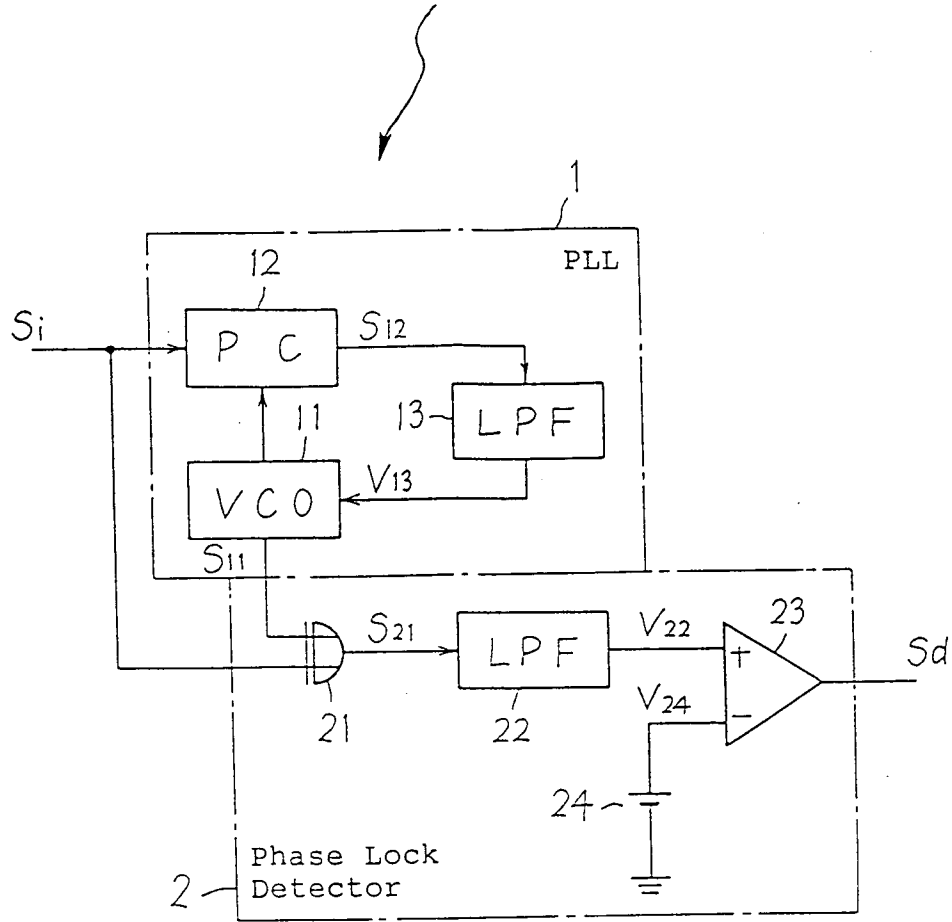 1
PLL
12
Si
P C
S12
13
LPF
11
V13
VCO
S11
23
S21
LPF
V22
+
Sd
V24
−
21
22
24
Phase Lock
Detector
2